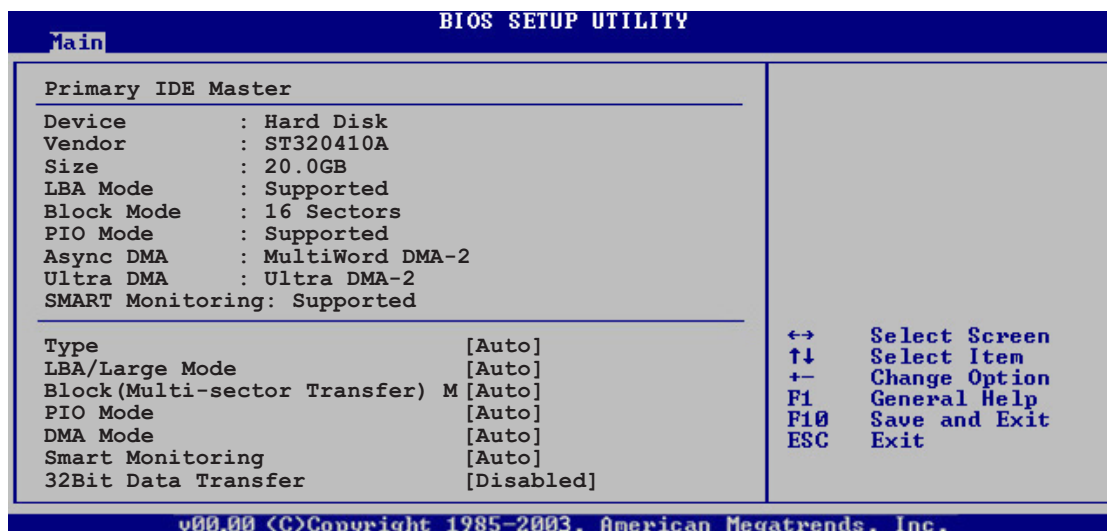 BIOS SETUP UTILITY
Main
Primary IDE Master
Device : Hard Disk
Vendor : ST320410A
Size : 20.0GB
LBA Mode : Supported
Block Mode : 16 Sectors
PIO Mode : Supported
Async DMA : MultiWord DMA-2
Ultra DMA : Ultra DMA-2
SMART Monitoring: Supported
Type [Auto]
LBA/Large Mode [Auto]
Block(Multi-sector Transfer) M [Auto]
PIO Mode [Auto]
DMA Mode [Auto]
Smart Monitoring [Auto]
32Bit Data Transfer [Disabled]
←→ Select Screen
↑↓ Select Item
+- Change Option
F1 General Help
F10 Save and Exit
ESC Exit
v00.00 (C)Copyright 1985-2003, American Megatrends, Inc.